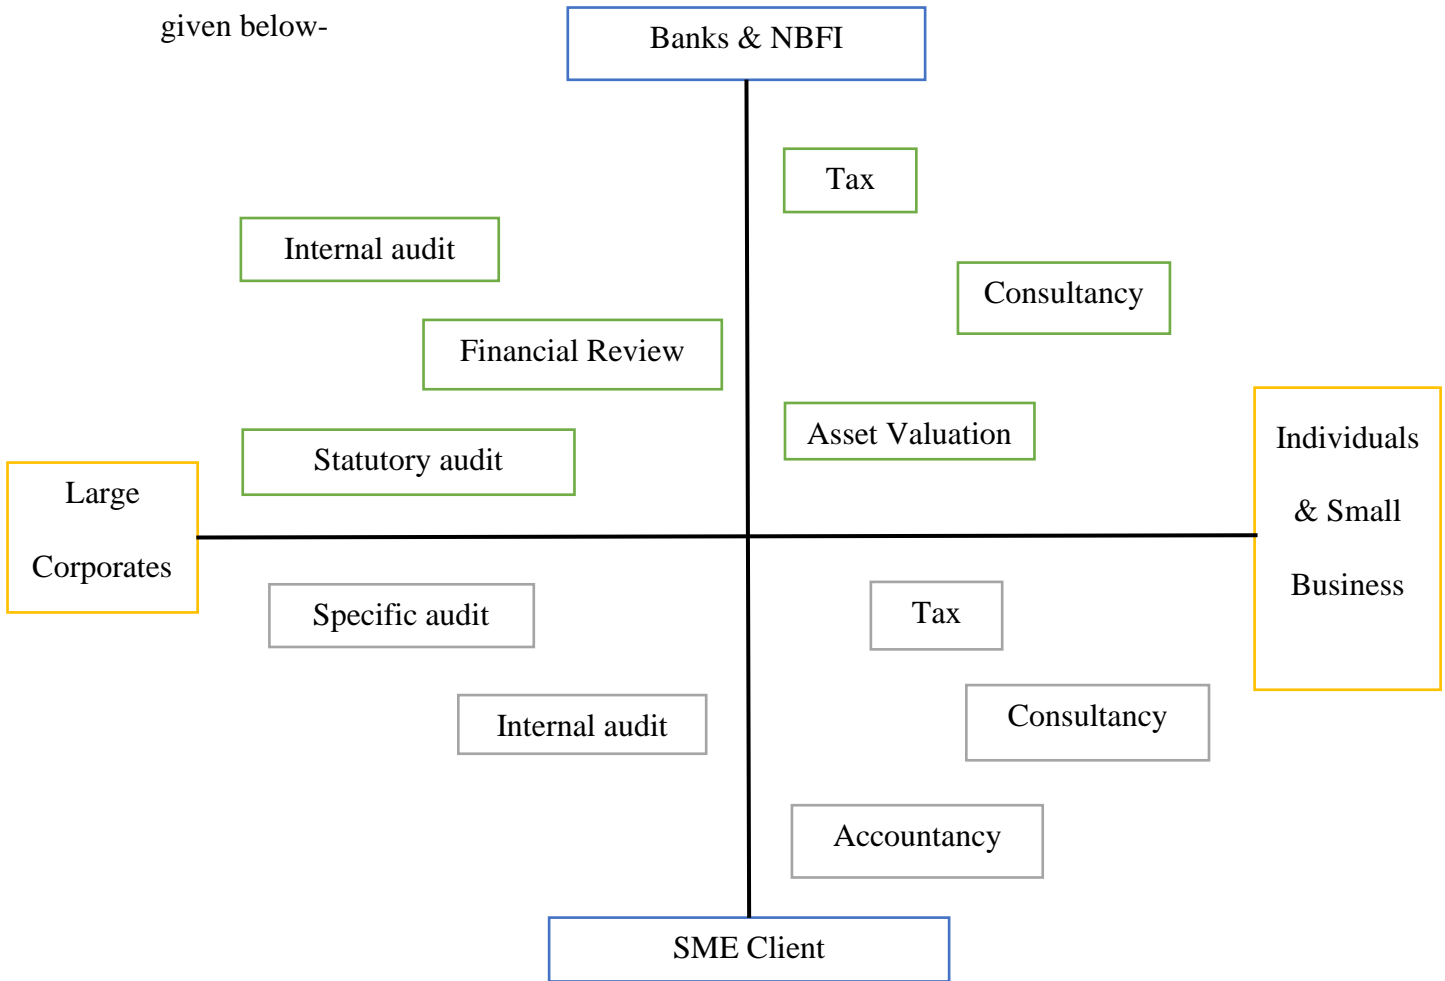 given below-
Banks & NBFI
Tax
Internal audit
Consultancy
Financial Review
Asset Valuation
Statutory audit
Individuals
& Small
Business
Large
Corporates
Specific audit
Tax
Internal audit
Consultancy
Accountancy
SME Client